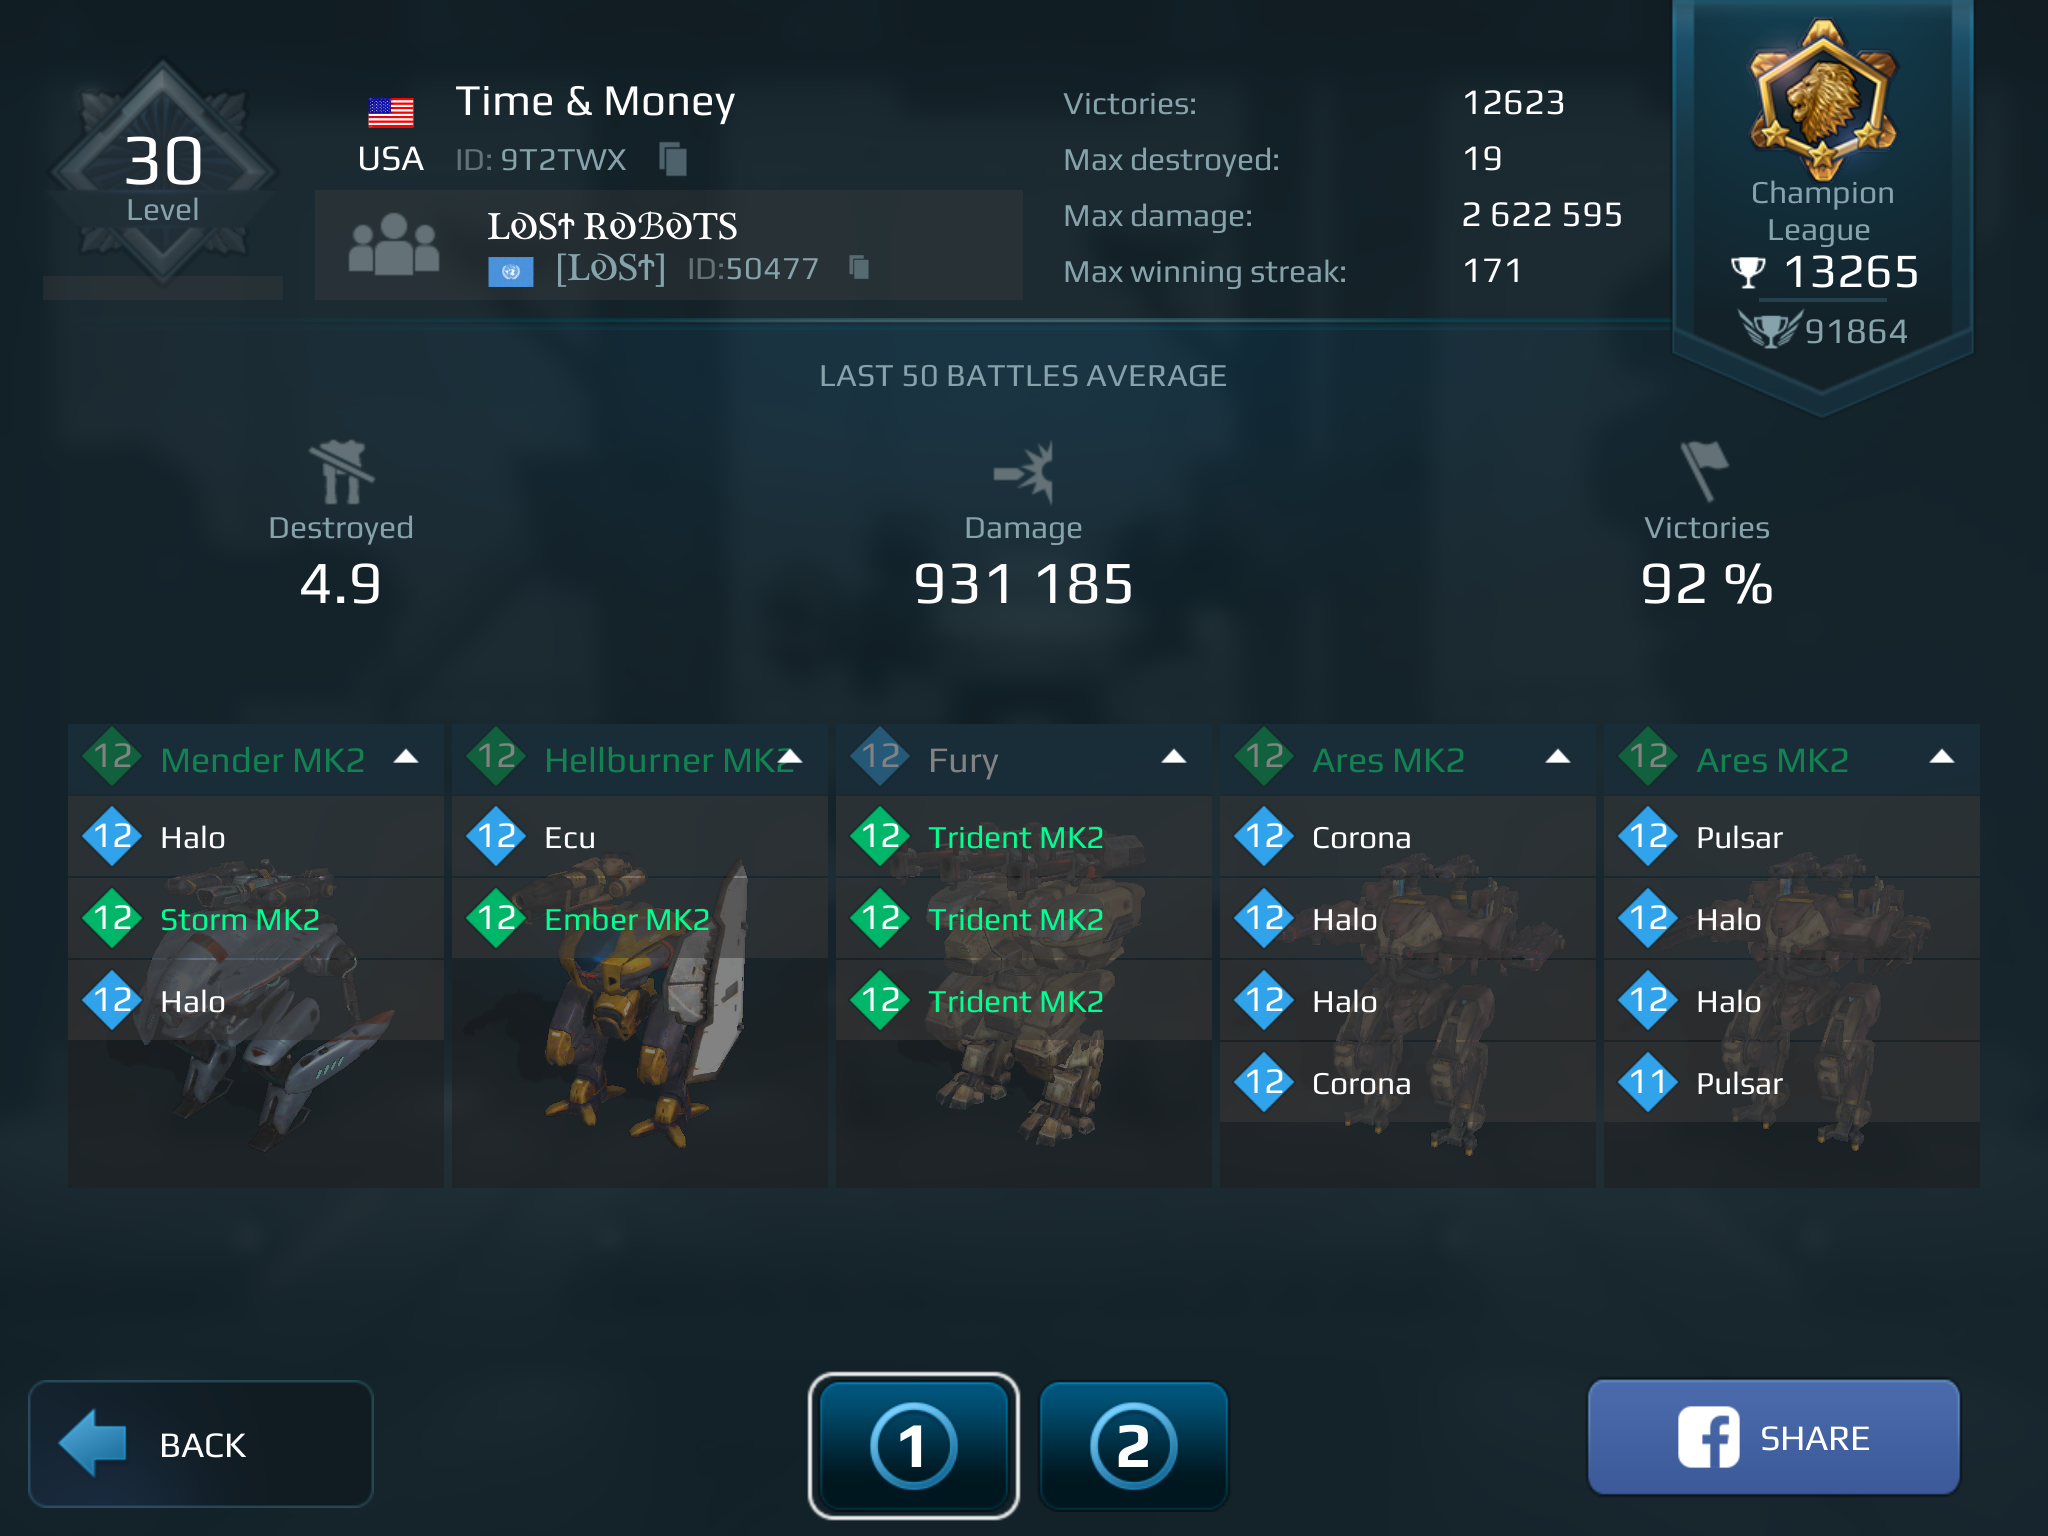 30
Level
USA
Time & Money
ID: 9T2TWX
LOST ROBOTS
[LOST] ID:50477
Victories: 12623
Max destroyed: 19
Max damage: 2 622 595
Max winning streak: 171
Champion
League
13265
91864
LAST 50 BATTLES AVERAGE
Destroyed
4.9
Damage
931 185
Victories
92 %
12 Mender MK2
12 Halo
12 Storm MK2
12 Halo
12 Hellburner MK2
12 Ecu
12 Ember MK2
12 Fury
12 Trident MK2
12 Trident MK2
12 Trident MK2
12 Ares MK2
12 Corona
12 Halo
12 Halo
12 Corona
12 Ares MK2
12 Pulsar
12 Halo
12 Halo
11 Pulsar
BACK
1
2
SHARE